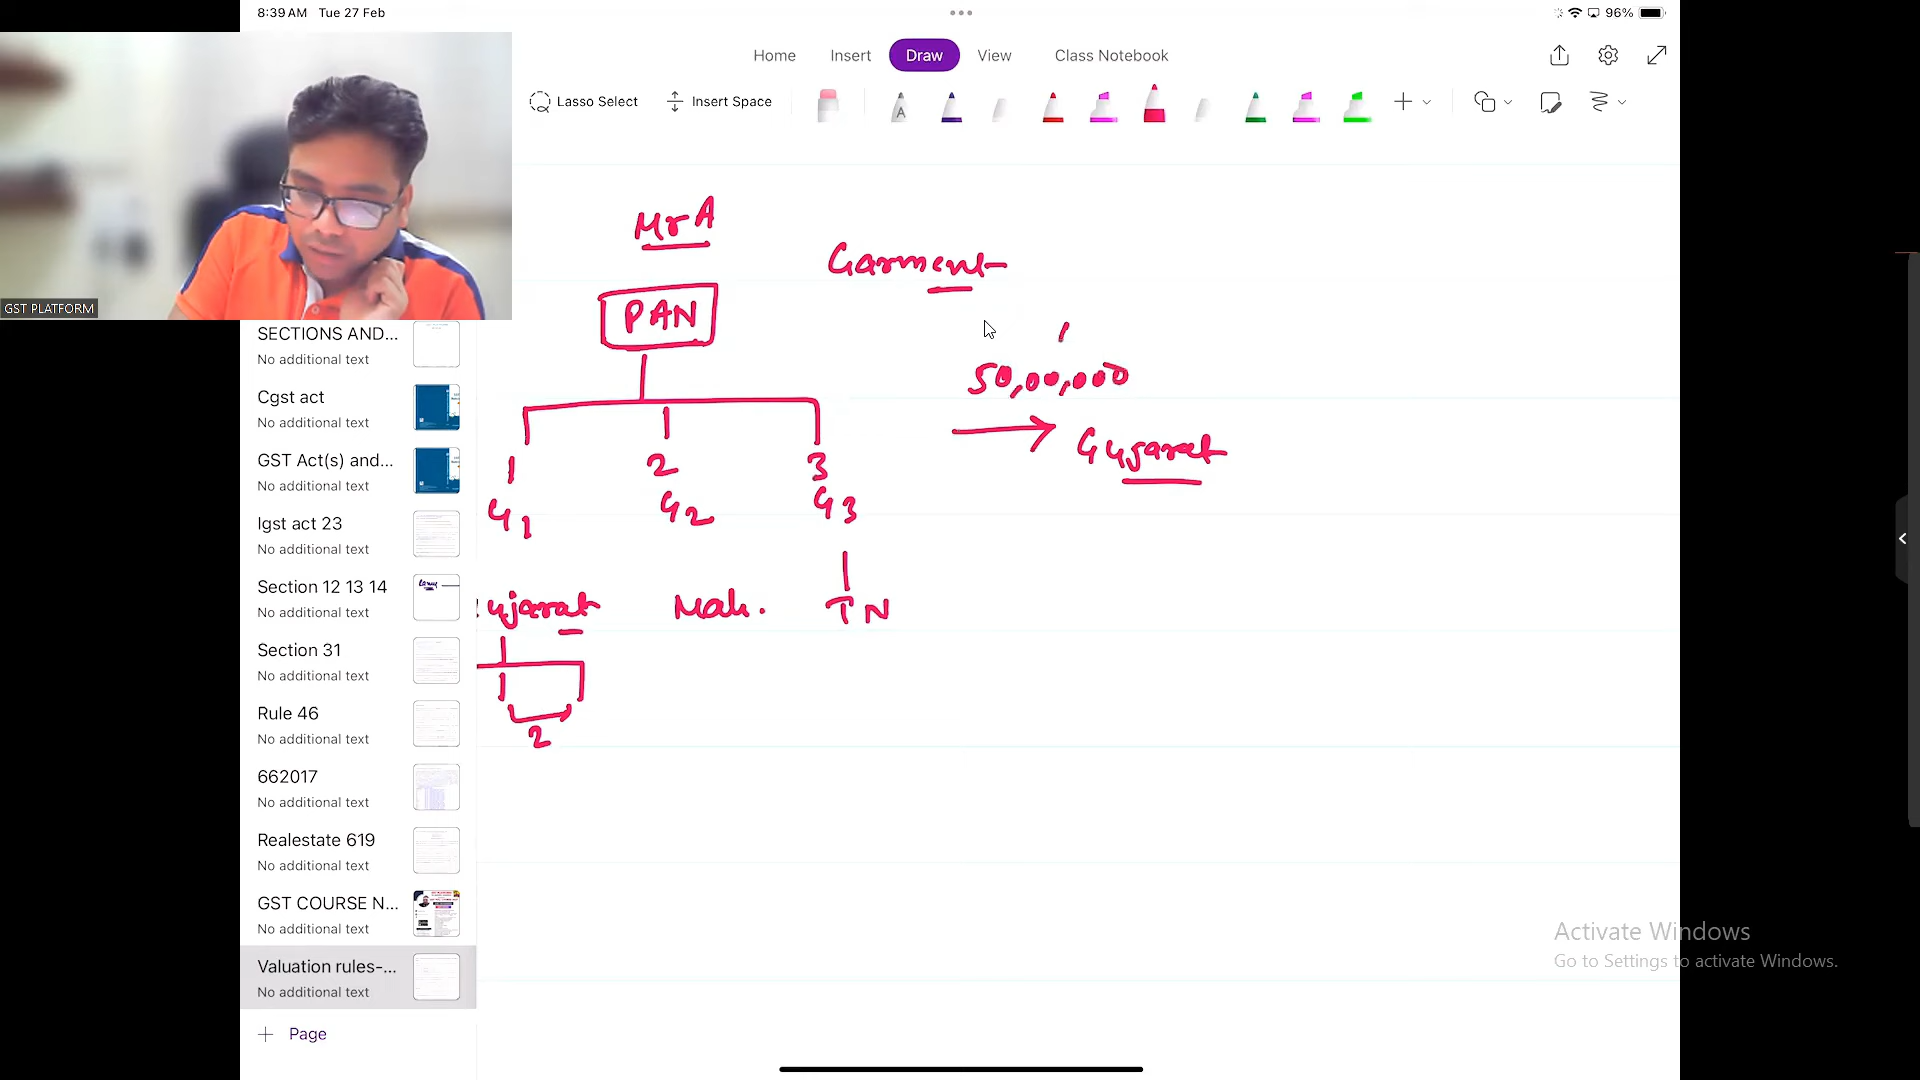 8:39 AM Tue 27 Feb
96%
Home Insert Draw View Class Notebook
Lasso Select Insert Space
A
GST PLATFORM
SECTIONS AND...
No additional text
Cgst act
No additional text
GST Act(s) and...
No additional text
Igst act 23
No additional text
Section 12 13 14
No additional text
Section 31
No additional text
Rule 46
No additional text
662017
No additional text
Realestate 619
No additional text
GST COURSE N...
No additional text
Valuation rules-...
No additional text
Page
Mr A
Garment
PAN
50,00,000
Gujarat
1 2 3
G1 G2 G3
ujarat Mah. TN
2
Activate Windows
Go to Settings to activate Windows.